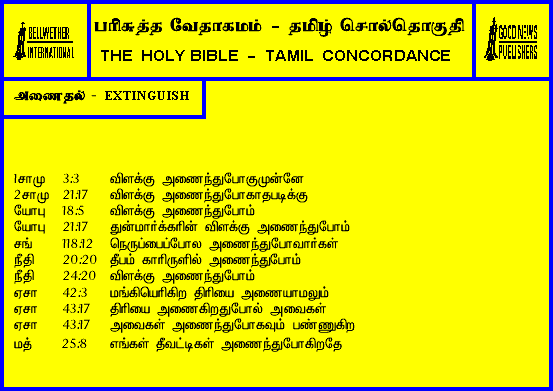 BELLWETHER
INTERNATIONAL
பரிசுத்த வேதாகமம் - தமிழ் சொல்தொகுதி
THE HOLY BIBLE - TAMIL CONCORDANCE
GOOD NEWS
PUBLISHERS
அணைதல் - EXTINGUISH
1சாமு 3:3 விளக்கு அணைந்துபோகுமுன்னே
2சாமு 21:17 விளக்கு அணைந்துபோகாதபடிக்கு
யோபு 18:5 விளக்கு அணைந்துபோம்
யோபு 21:17 துன்மார்க்கரின் விளக்கு அணைந்துபோம்
சங் 118:12 நெருப்பைப்போல அணைந்துபோவார்கள்
நீதி 20:20 தீபம் காரிருளில் அணைந்துபோம்
நீதி 24:20 விளக்கு அணைந்துபோம்
ஏசா 42:3 மங்கியெரிகிற திரியை அணையாமலும்
ஏசா 43:17 திரியை அணைகிறதுபோல் அவைகள்
ஏசா 43:17 அவைகள் அணைந்துபோகவும் பண்ணுகிற
மத் 25:8 எங்கள் தீவட்டிகள் அணைந்துபோகிறதே